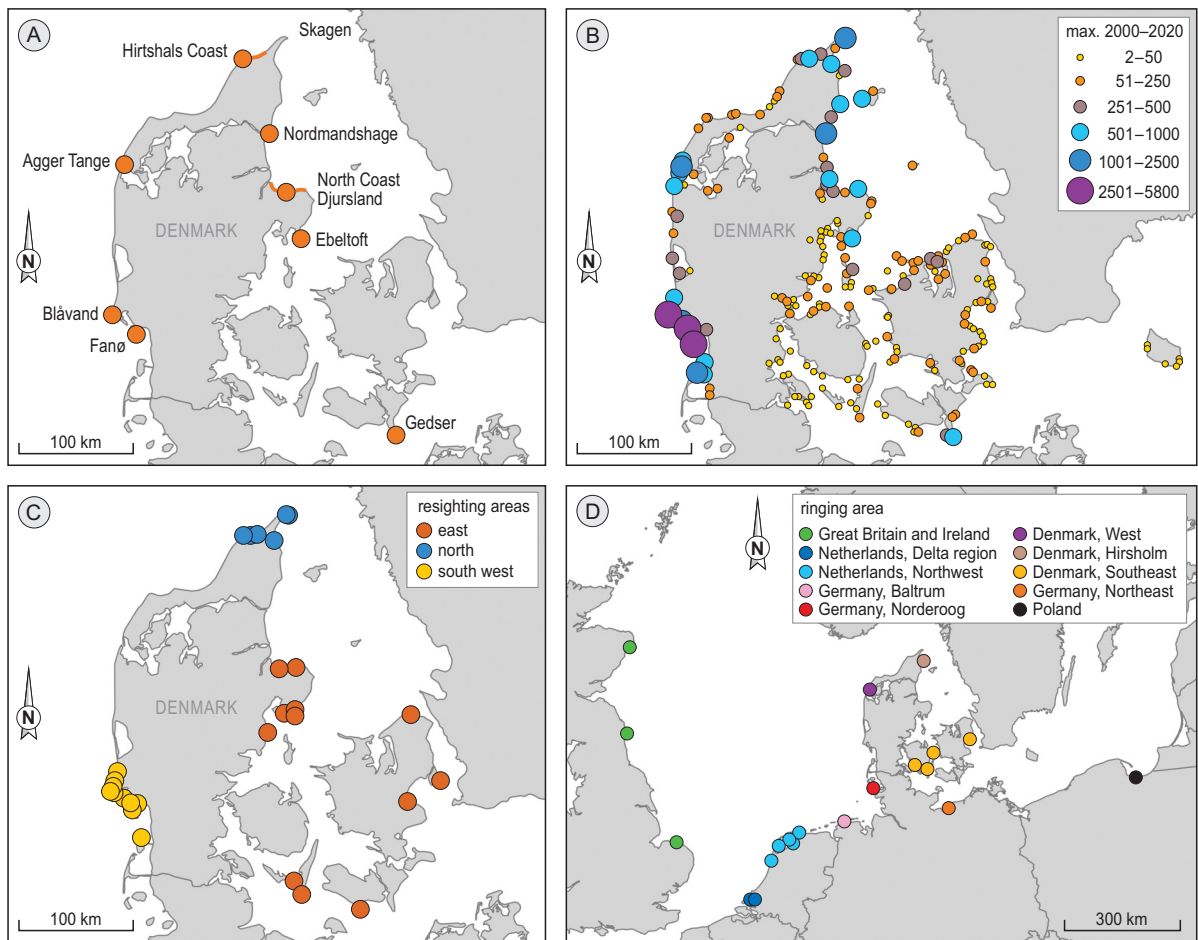 A
Skagen
Hirtshals Coast
Nordmandshage
Agger Tange
North Coast
Djursland
DENMARK
Ebeltoft
N
Blåvand
Fanø
Gedser
100 km
B
max. 2000–2020
2–50
51–250
251–500
501–1000
1001–2500
2501–5800
DENMARK
N
100 km
C
resighting areas
east
north
south west
DENMARK
N
100 km
D
ringing area
Great Britain and Ireland
Netherlands, Delta region
Netherlands, Northwest
Germany, Baltrum
Germany, Norderoog
Denmark, West
Denmark, Hirsholm
Denmark, Southeast
Germany, Northeast
Poland
N
300 km